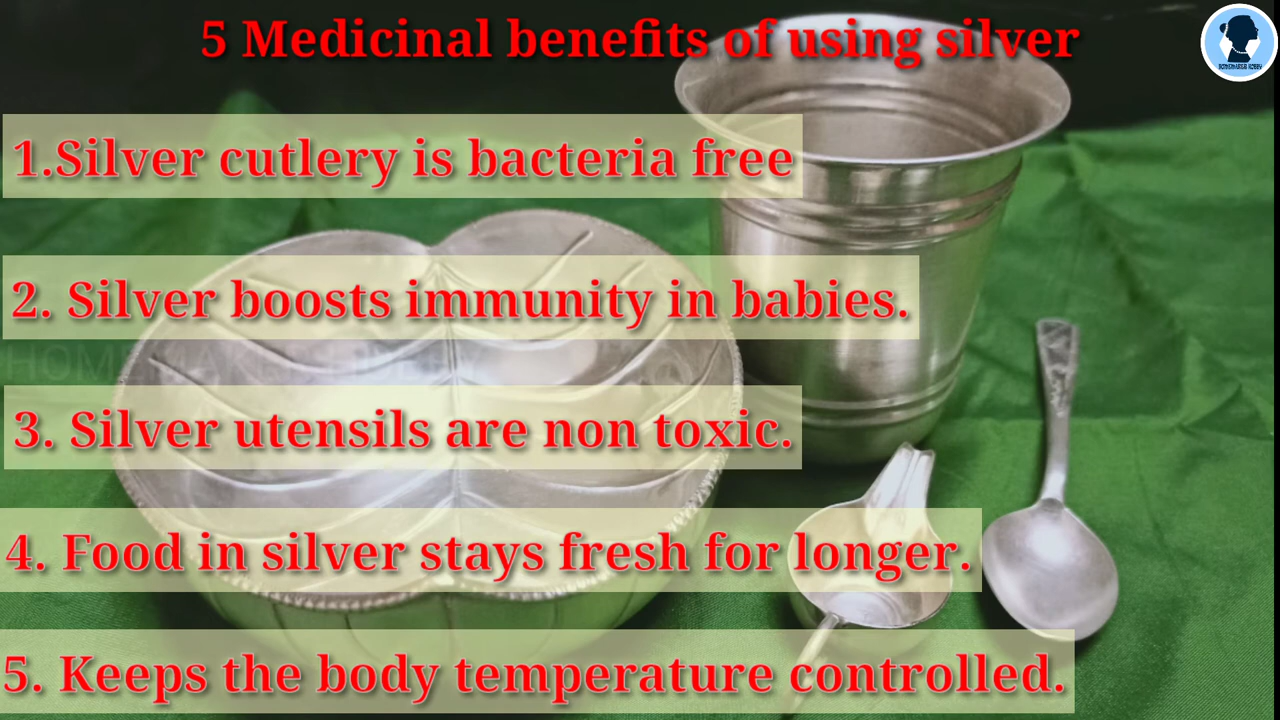 5 Medicinal benefits of using silver
1.Silver cutlery is bacteria free
2. Silver boosts immunity in babies.
3. Silver utensils are non toxic.
4. Food in silver stays fresh for longer.
5. Keeps the body temperature controlled.